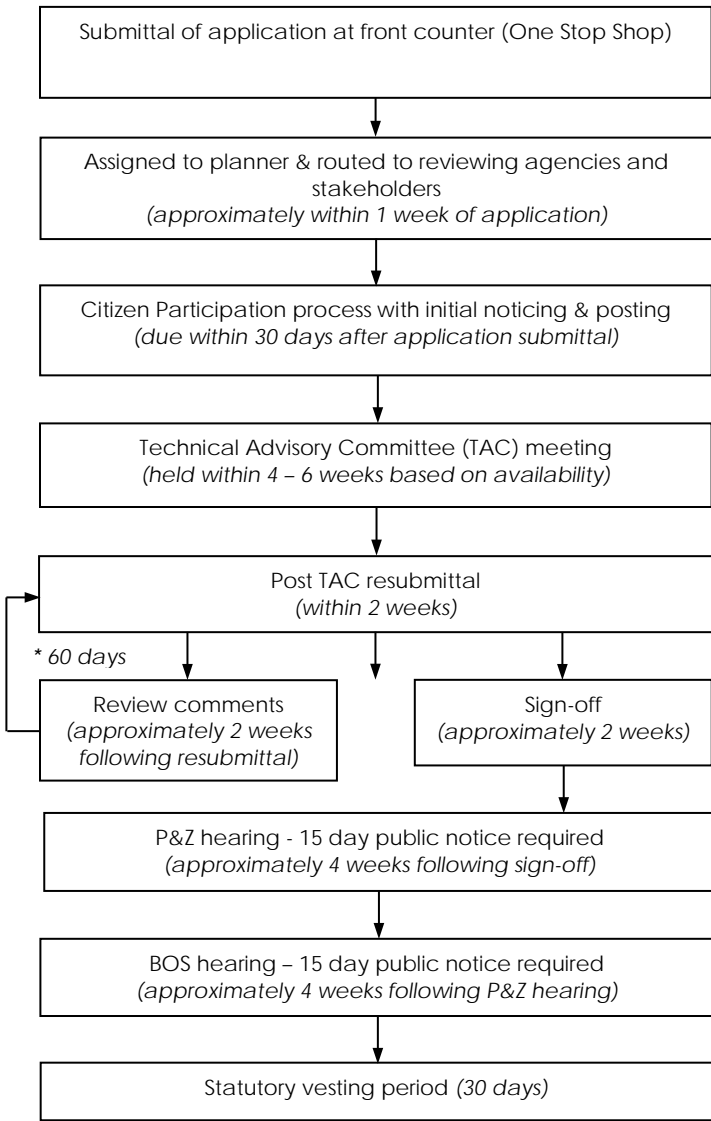 Submittal of application at front counter (One Stop Shop)
Assigned to planner & routed to reviewing agencies and
stakeholders
(approximately within 1 week of application)
Citizen Participation process with initial noticing & posting
(due within 30 days after application submittal)
Technical Advisory Committee (TAC) meeting
(held within 4 – 6 weeks based on availability)
Post TAC resubmittal
(within 2 weeks)
* 60 days
Review comments
(approximately 2 weeks
following resubmittal)
Sign-off
(approximately 2 weeks)
P&Z hearing - 15 day public notice required
(approximately 4 weeks following sign-off)
BOS hearing – 15 day public notice required
(approximately 4 weeks following P&Z hearing)
Statutory vesting period (30 days)